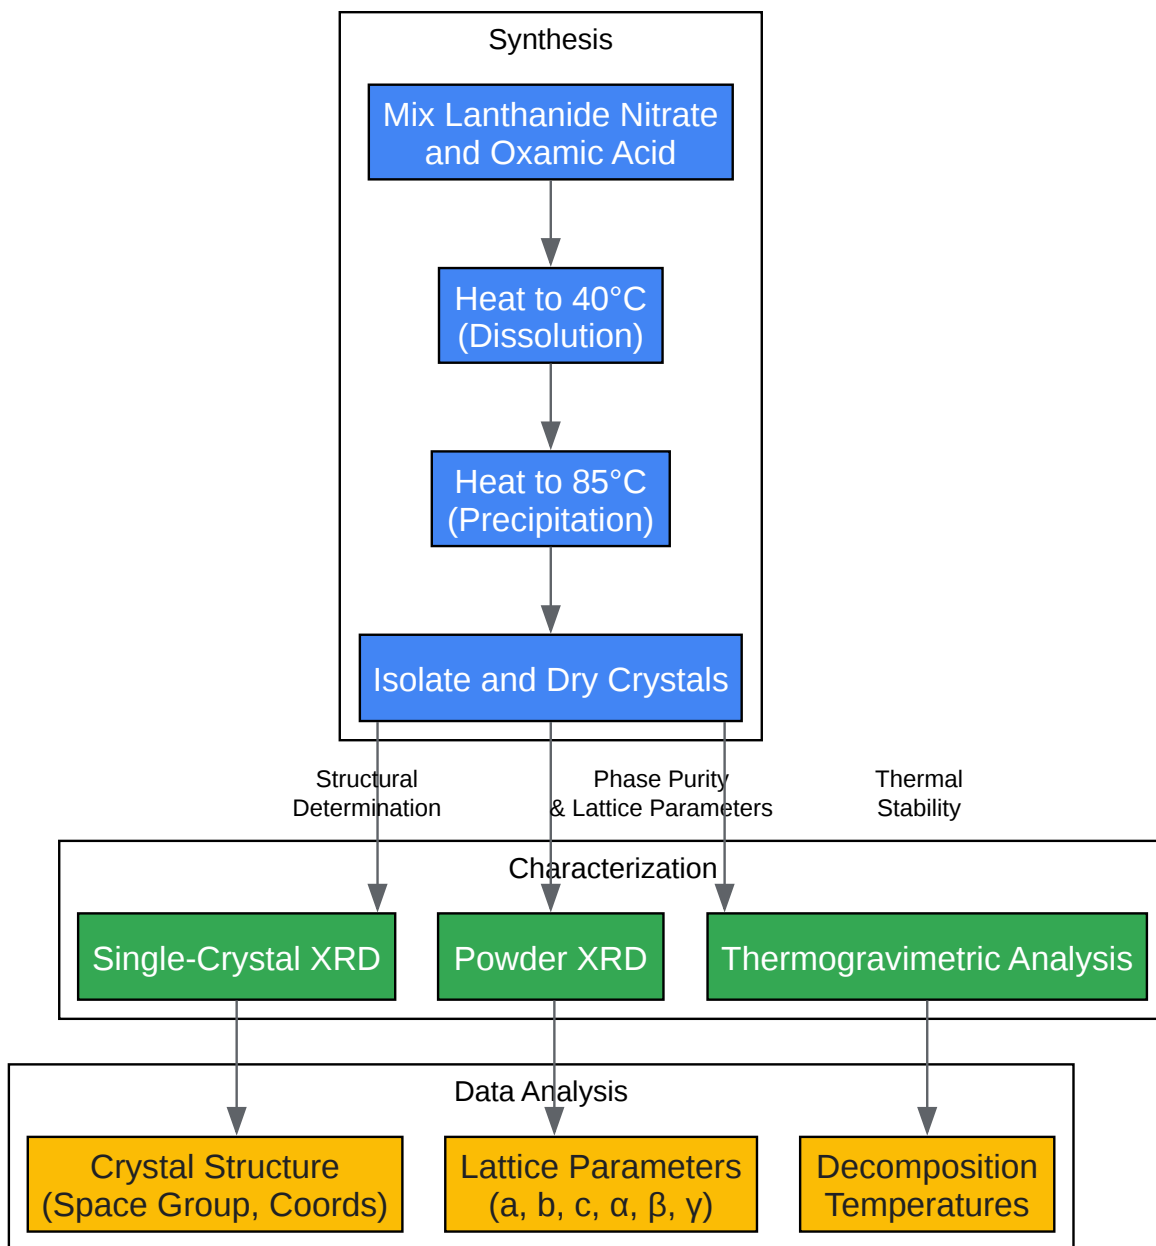 Synthesis
Mix Lanthanide Nitrate
and Oxamic Acid
Heat to 40°C
(Dissolution)
Heat to 85°C
(Precipitation)
Isolate and Dry Crystals
Structural
Determination
Phase Purity
& Lattice Parameters
Thermal
Stability
Characterization
Single-Crystal XRD
Powder XRD
Thermogravimetric Analysis
Data Analysis
Crystal Structure
(Space Group, Coords)
Lattice Parameters
(a, b, c, α, β, γ)
Decomposition
Temperatures